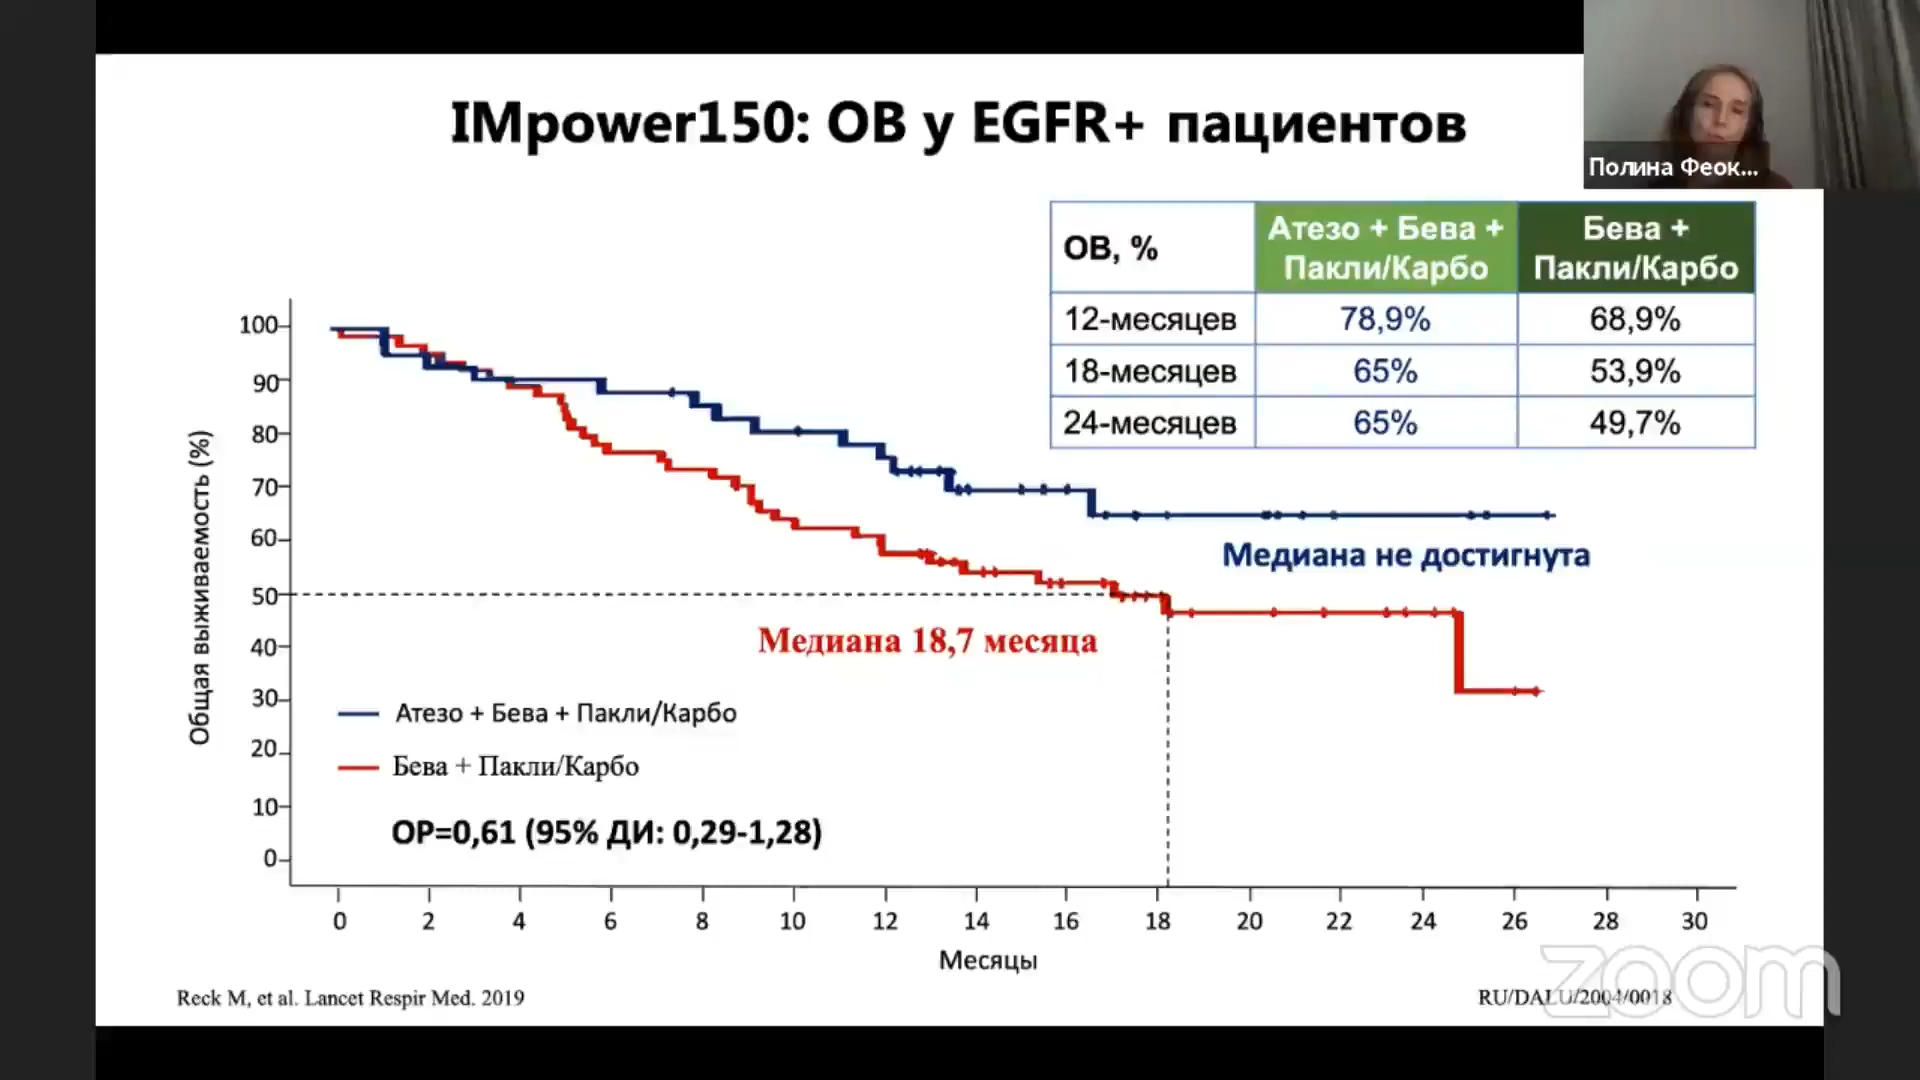 IMpower150: ОВ у EGFR+ пациентов
Полина Феок...
ОВ, %
Атезо + Бева +
Пакли/Карбо
Бева +
Пакли/Карбо
12-месяцев 78,9% 68,9%
18-месяцев 65% 53,9%
24-месяцев 65% 49,7%
Общая выживаемость (%)
100
90
80
70
60
50
40
30
20
10
0
Медиана не достигнута
Медиана 18,7 месяца
Атезо + Бева + Пакли/Карбо
Бева + Пакли/Карбо
ОР=0,61 (95% ДИ: 0,29-1,28)
0 2 4 6 8 10 12 14 16 18 20 22 24 26 28 30
Месяцы
Reck M, et al. Lancet Respir Med. 2019
RU/DALU/2004/0018
zoom